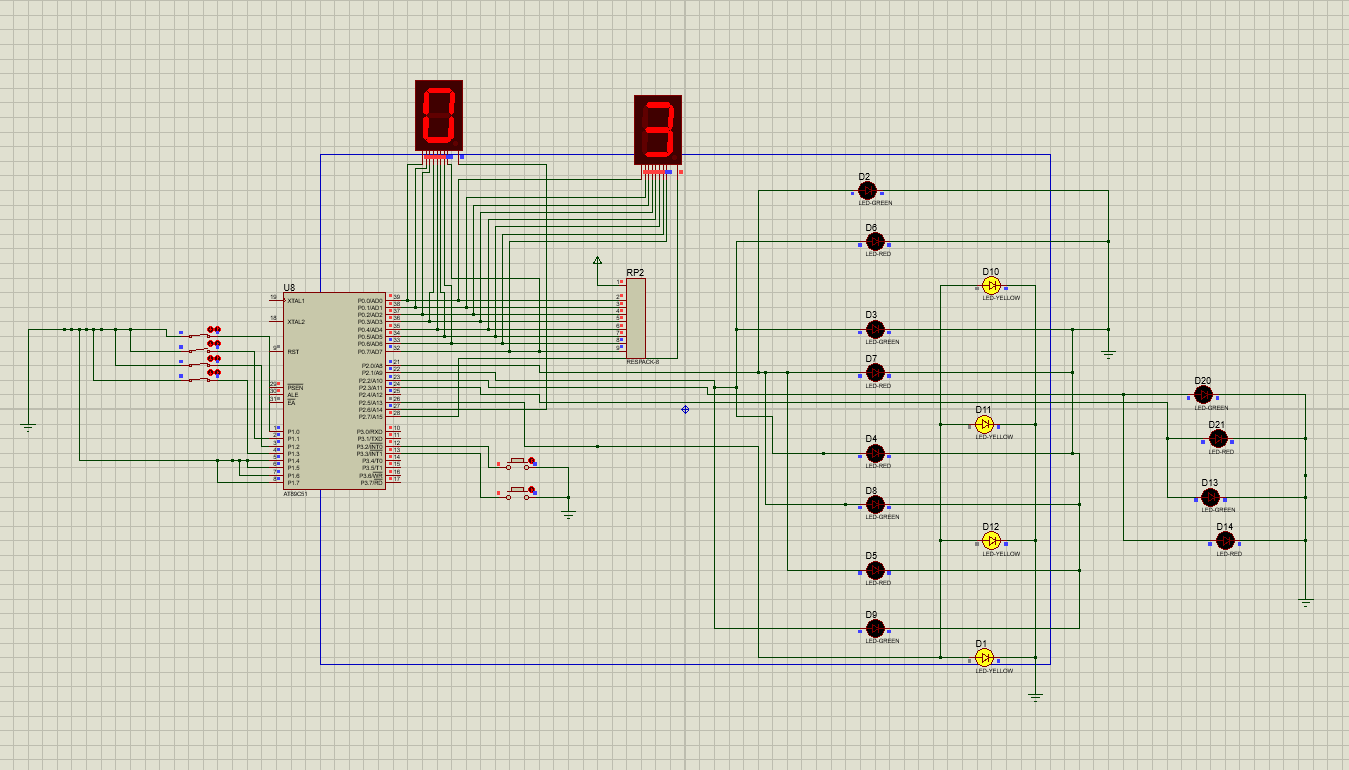 0
3
D2
LED-GREEN
D6
LED-RED
D10
LED-YELLOW
D3
LED-GREEN
D7
LED-RED
D11
LED-YELLOW
D4
LED-RED
D8
LED-GREEN
D12
LED-YELLOW
D5
LED-RED
D9
LED-GREEN
D1
LED-YELLOW
D20
LED-GREEN
D21
LED-RED
D13
LED-GREEN
D14
LED-RED
RP2
1
2
3
4
5
6
7
8
9
RESPACK-8
U8
19 XTAL1
18 XTAL2
9 RST
29 PSEN
30 ALE
31 EA
1 P1.0
2 P1.1
3 P1.2
4 P1.3
5 P1.4
6 P1.5
7 P1.6
8 P1.7
P0.0/AD0 39
P0.1/AD1 38
P0.2/AD2 37
P0.3/AD3 36
P0.4/AD4 35
P0.5/AD5 34
P0.6/AD6 33
P0.7/AD7 32
P2.0/A8 21
P2.1/A9 22
P2.2/A10 23
P2.3/A11 24
P2.4/A12 25
P2.5/A13 26
P2.6/A14 27
P2.7/A15 28
P3.0/RXD 10
P3.1/TXD 11
P3.2/INT0 12
P3.3/INT1 13
P3.4/T0 14
P3.5/T1 15
P3.6/WR 16
P3.7/RD 17
AT89C51